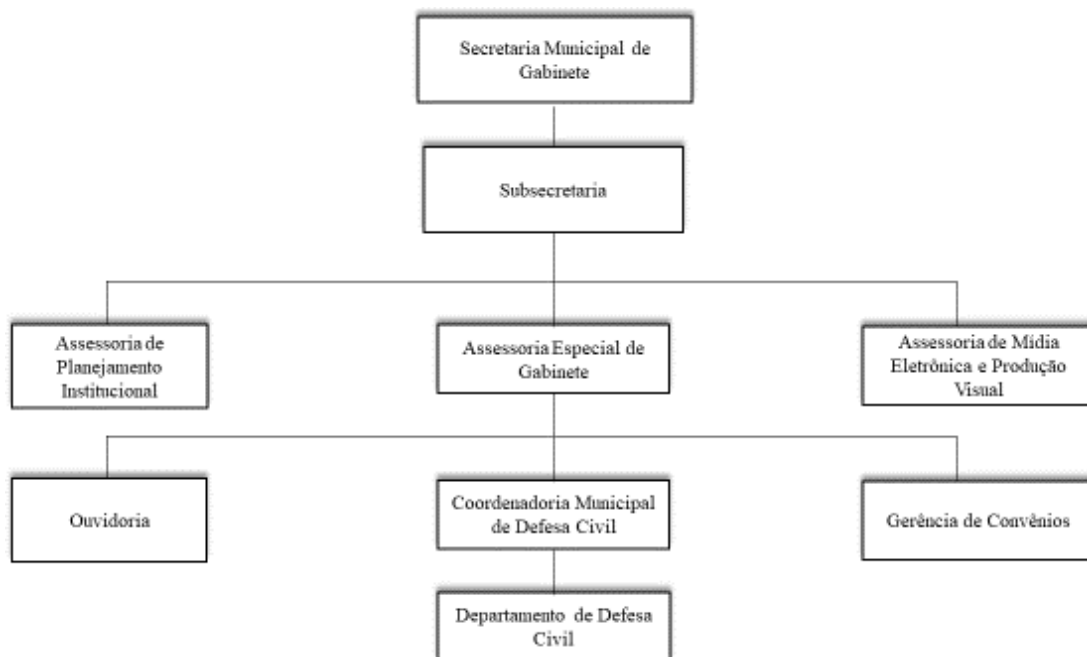 Secretaria Municipal de
Gabinete
Subsecretaria
Assessoria de
Planejamento
Institucional
Assessoria Especial de
Gabinete
Assessoria de Mídia
Eletrônica e Produção
Visual
Ouvidoria
Coordenadoria Municipal
de Defesa Civil
Gerência de Convênios
Departamento de Defesa
Civil